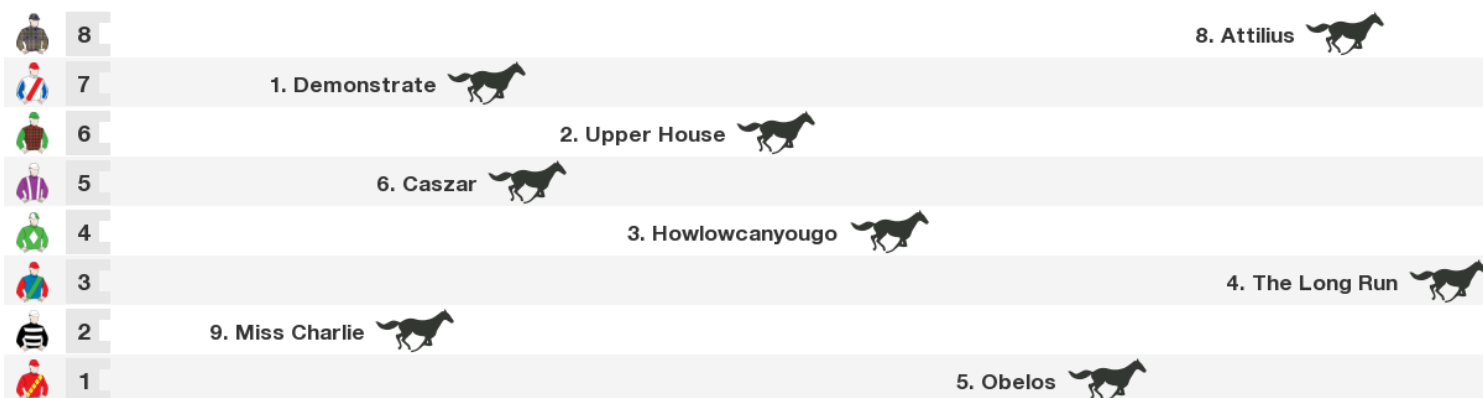 8 8. Attilius
7 1. Demonstrate
6 2. Upper House
5 6. Caszar
4 3. Howlowcanyougo
3 4. The Long Run
2 9. Miss Charlie
1 5. Obelos